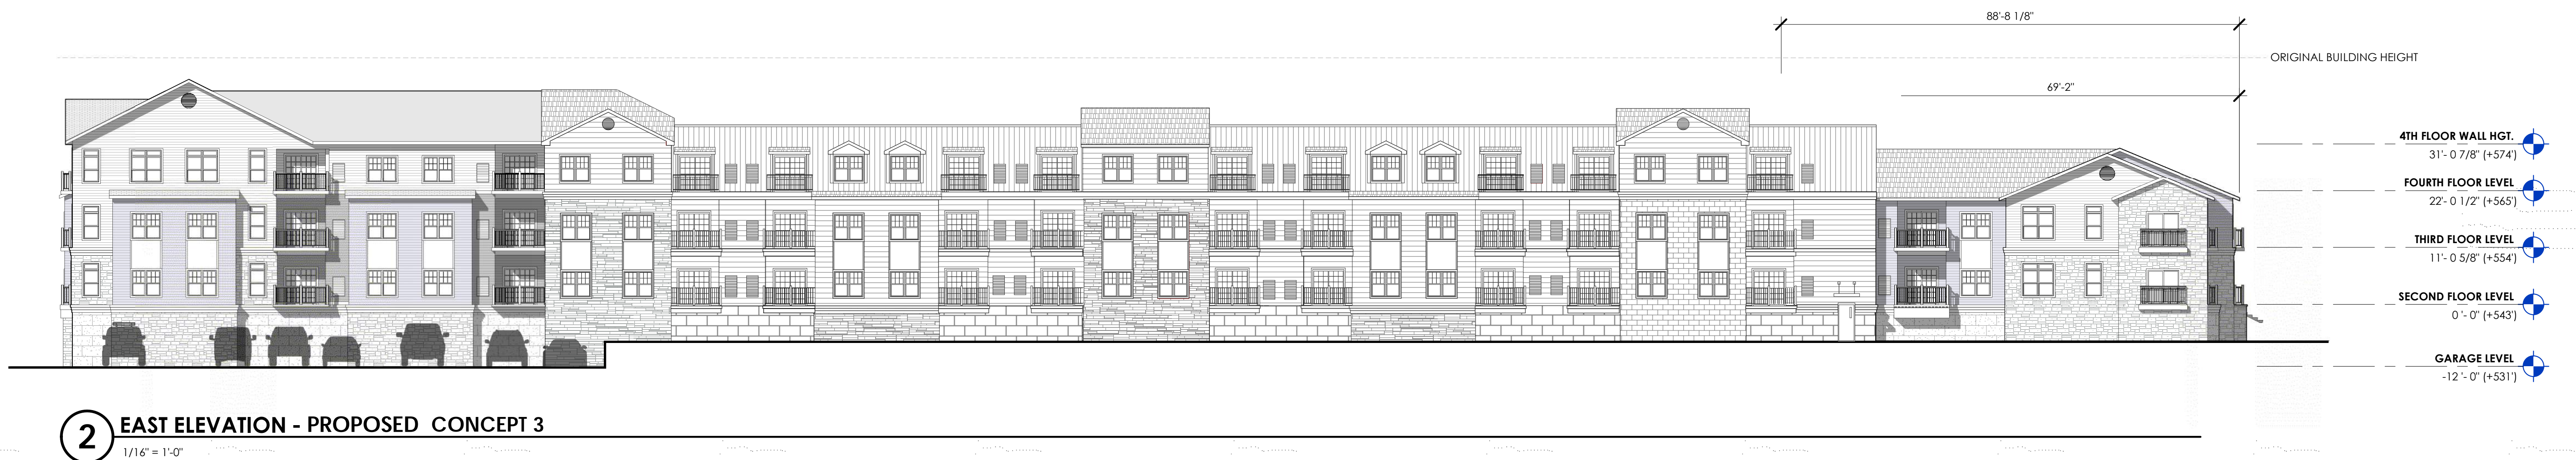 88'-8 1/8"
ORIGINAL BUILDING HEIGHT
69'-2"
4TH FLOOR WALL HGT.
31'- 0 7/8" (+574')
FOURTH FLOOR LEVEL
22'- 0 1/2" (+565')
THIRD FLOOR LEVEL
11'- 0 5/8" (+554')
SECOND FLOOR LEVEL
0 '- 0" (+543')
GARAGE LEVEL
-12 '- 0" (+531')
2
EAST ELEVATION - PROPOSED CONCEPT 3
1/16" = 1'-0"